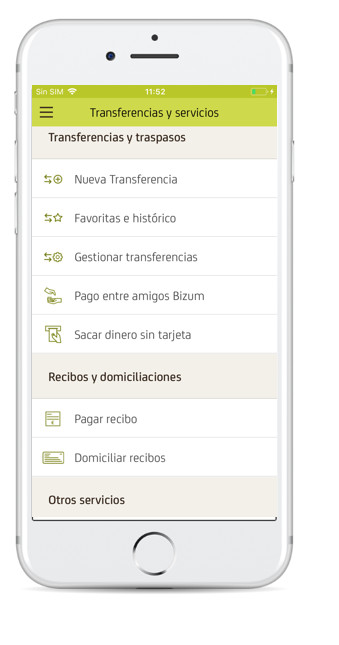 Sin SIM 11:52
Transferencias y servicios
Transferencias y traspasos
Nueva Transferencia
Favoritas e histórico
Gestionar transferencias
Pago entre amigos Bizum
Sacar dinero sin tarjeta
Recibos y domiciliaciones
Pagar recibo
Domiciliar recibos
Otros servicios